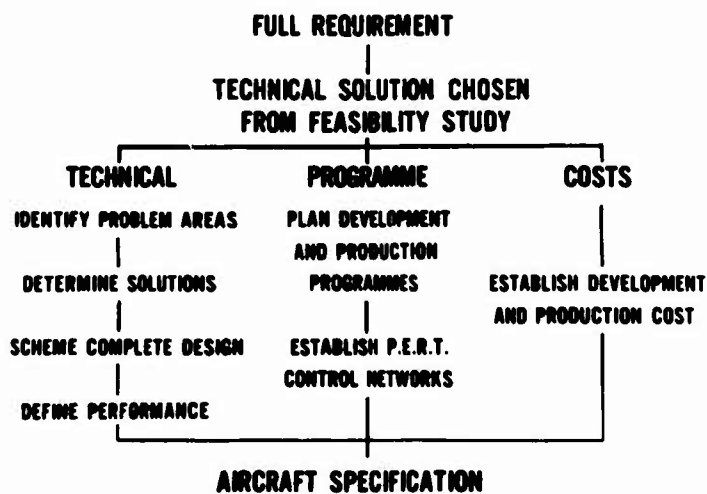 FULL REQUIREMENT
TECHNICAL SOLUTION CHOSEN
FROM FEASIBILITY STUDY
TECHNICAL
IDENTIFY PROBLEM AREAS
DETERMINE SOLUTIONS
SCHEME COMPLETE DESIGN
DEFINE PERFORMANCE
PROGRAMME
PLAN DEVELOPMENT
AND PRODUCTION
PROGRAMMES
ESTABLISH P.E.R.T.
CONTROL NETWORKS
COSTS
ESTABLISH DEVELOPMENT
AND PRODUCTION COST
AIRCRAFT SPECIFICATION